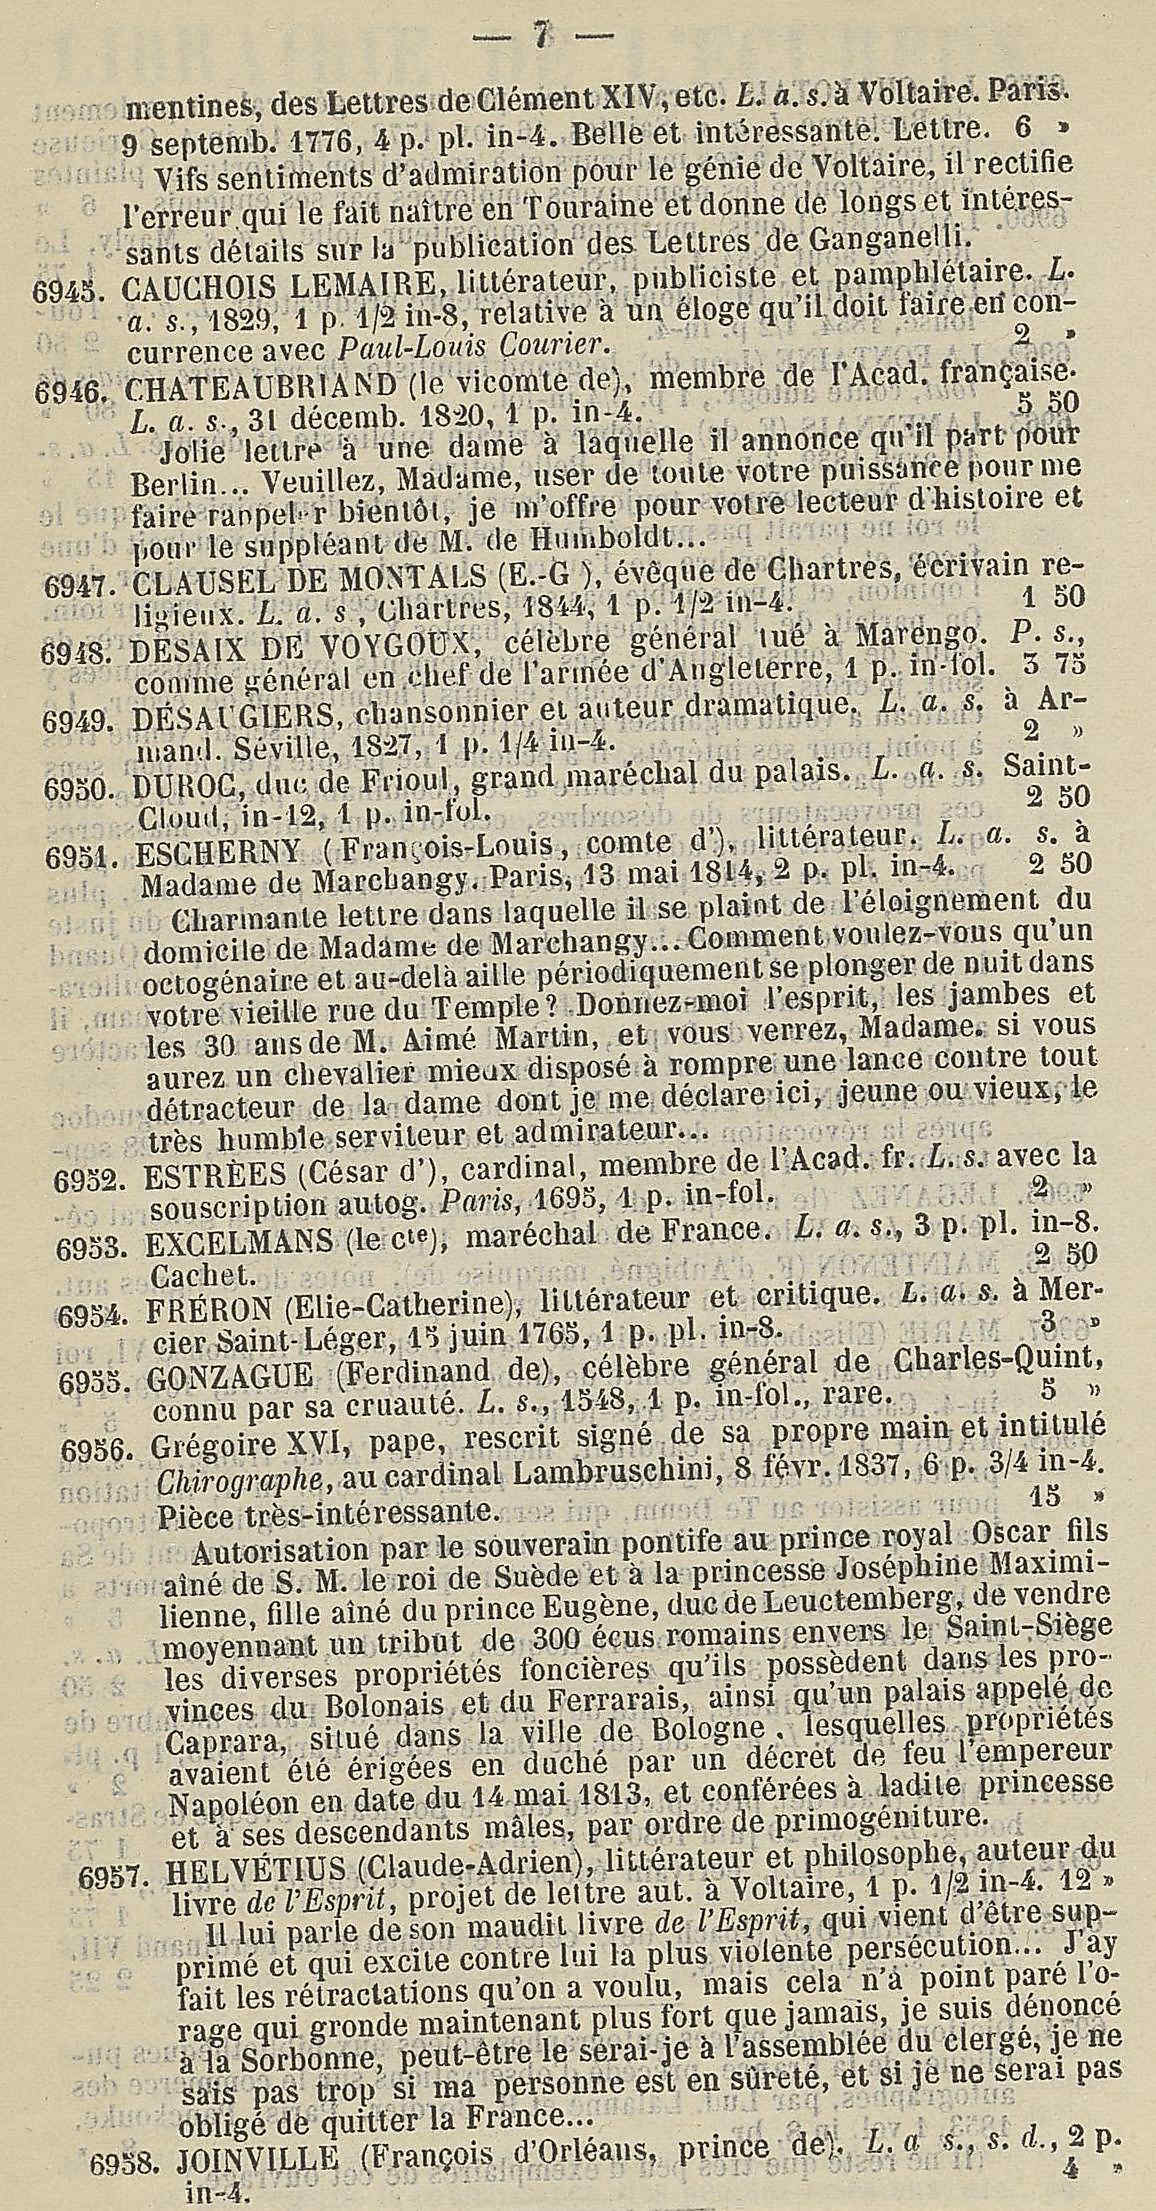 — 7 —
mentines, des Lettres de Clément XIV, etc. L. a. s. à Voltaire. Paris.
9 septemb. 1776, 4 p. pl. in-4. Belle et intéressante. Lettre. 6 »
Vifs sentiments d'admiration pour le génie de Voltaire, il rectifie
l'erreur qui le fait naître en Touraine et donne de longs et intéres-
sants détails sur la publication des Lettres de Ganganelli.
6945. CAUCHOIS LEMAIRE, littérateur, publiciste et pamphlétaire. L.
a. s., 1829, 1 p. 1/2 in-8, relative à un éloge qu'il doit faire en con-
currence avec Paul-Louis Courier. 2 »
6946. CHATEAUBRIAND (le vicomte de), membre de l'Acad. française.
L. a. s., 31 décemb. 1820, 1 p. in-4. 5 50
Jolie lettre à une dame à laquelle il annonce qu'il part pour
Berlin... Veuillez, Madame, user de toute votre puissance pour me
faire rappeler bientôt, je m'offre pour votre lecteur d'histoire et
pour le suppléant de M. de Humboldt...
6947. CLAUSEL DE MONTALS (E.-G ), évêque de Chartres, écrivain re-
ligieux. L. a. s , Chartres, 1844, 1 p. 1/2 in-4. 1 50
6948. DESAIX DE VOYGOUX, célèbre général tué à Marengo. P. s.,
comme général en chef de l'armée d'Angleterre, 1 p. in-fol. 3 75
6949. DÉSAUGIERS, chansonnier et auteur dramatique. L. a. s. à Ar-
mand. Séville, 1827, 1 p. 1/4 in-4. 2 »
6950. DUROC, duc de Frioul, grand maréchal du palais. L. a. s. Saint-
Cloud, in-12, 1 p. in-fol. 2 50
6951. ESCHERNY (François-Louis, comte d'), littérateur. L. a. s. à
Madame de Marchangy. Paris, 13 mai 1814, 2 p. pl. in-4. 2 50
Charmante lettre dans laquelle il se plaint de l'éloignement du
domicile de Madame de Marchangy... Comment voulez-vous qu'un
octogénaire et au-delà aille périodiquement se plonger de nuit dans
votre vieille rue du Temple? Donnez-moi l'esprit, les jambes et
les 30 ans de M. Aimé Martin, et vous verrez, Madame, si vous
aurez un chevalier mieux disposé à rompre une lance contre tout
détracteur de la dame dont je me déclare ici, jeune ou vieux, le
très humble serviteur et admirateur...
6952. ESTRÈES (César d'), cardinal, membre de l'Acad. fr. L. s. avec la
souscription autog. Paris, 1695, 1 p. in-fol. 2 »
6953. EXCELMANS (le cte), maréchal de France. L. a. s., 3 p. pl. in-8.
Cachet. 2 50
6954. FRÉRON (Elie-Catherine), littérateur et critique. L. a. s. à Mer-
cier Saint-Léger, 15 juin 1765, 1 p. pl. in-8. 3 »
6955. GONZAGUE (Ferdinand de), célèbre général de Charles-Quint,
connu par sa cruauté. L. s., 1548, 1 p. in-fol., rare. 5 »
6956. Grégoire XVI, pape, rescrit signé de sa propre main et intitulé
Chirographe, au cardinal Lambruschini, 8 févr. 1837, 6 p. 3/4 in-4.
Pièce très-intéressante. 15 »
Autorisation par le souverain pontife au prince royal Oscar fils
aîné de S. M. le roi de Suède et à la princesse Joséphine Maximi-
lienne, fille aîné du prince Eugène, duc de Leuctemberg, de vendre
moyennant un tribut de 300 écus romains envers le Saint-Siège
les diverses propriétés foncières qu'ils possèdent dans les pro-
vinces du Bolonais et du Ferrarais, ainsi qu'un palais appelé de
Caprara, situé dans la ville de Bologne, lesquelles propriétés
avaient été érigées en duché par un décret de feu l'empereur
Napoléon en date du 14 mai 1813, et conférées à ladite princesse
et à ses descendants mâles, par ordre de primogéniture.
6957. HELVÉTIUS (Claude-Adrien), littérateur et philosophe, auteur du
livre de l'Esprit, projet de lettre aut. à Voltaire, 1 p. 1/2 in-4. 12 »
Il lui parle de son maudit livre de l'Esprit, qui vient d'être sup-
primé et qui excite contre lui la plus violente persécution... J'ay
fait les rétractations qu'on a voulu, mais cela n'à point paré l'o-
rage qui gronde maintenant plus fort que jamais, je suis dénoncé
à la Sorbonne, peut-être le serai-je à l'assemblée du clergé, je ne
sais pas trop si ma personne est en sûreté, et si je ne serai pas
obligé de quitter la France...
6958. JOINVILLE (François d'Orléans, prince de). L. a s., s. d., 2 p.
in-4. 4 »